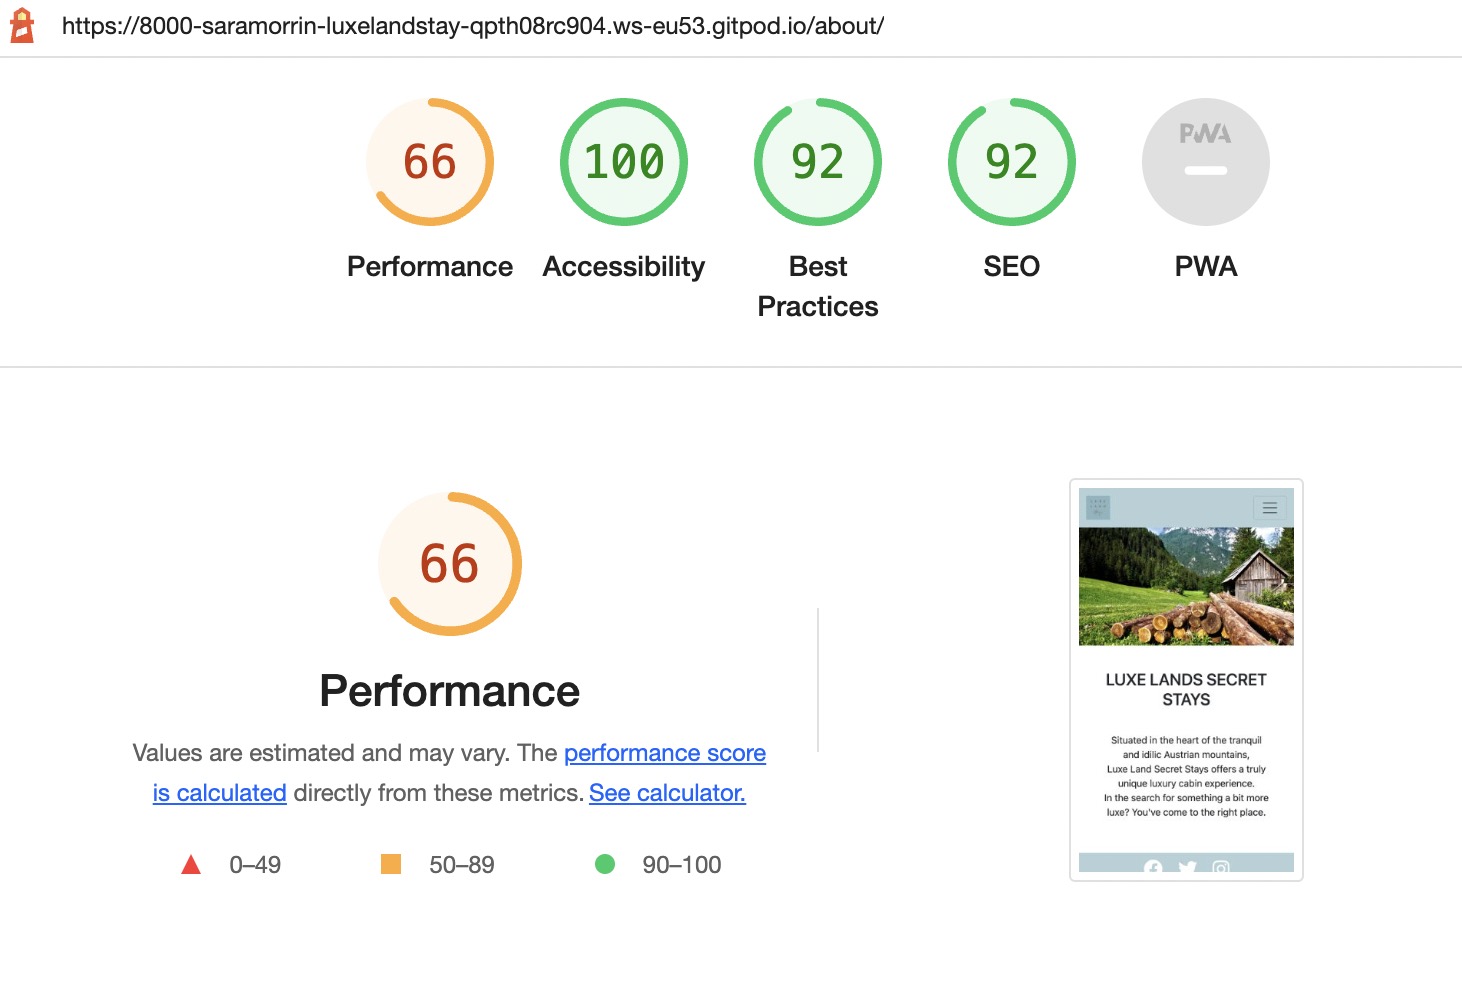 https://8000-saramorrin-luxelandstay-qpth08rc904.ws-eu53.gitpod.io/about/
66
100
92
92
PWA
Performance
Accessibility
Best
Practices
SEO
PWA
66
Performance
Values are estimated and may vary. The performance score
is calculated directly from these metrics. See calculator.
0–49
50–89
90–100
LUXE LANDS SECRET
STAYS
Situated in the heart of the tranquil
and idilic Austrian mountains,
Luxe Land Secret Stays offers a truly
unique luxury cabin experience.
In the search for something a bit more
luxe? You've come to the right place.